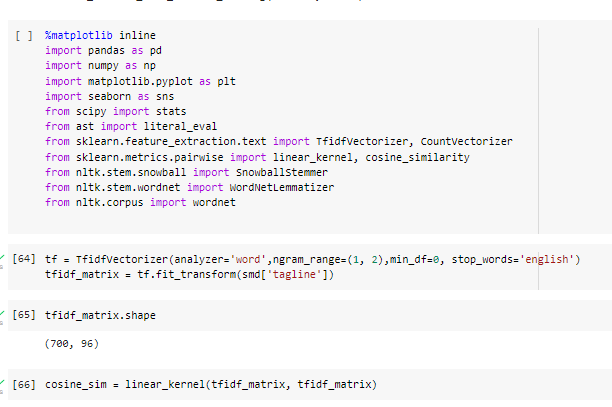 [ ] %matplotlib inline
import pandas as pd
import numpy as np
import matplotlib.pyplot as plt
import seaborn as sns
from scipy import stats
from ast import literal_eval
from sklearn.feature_extraction.text import TfidfVectorizer, CountVectorizer
from sklearn.metrics.pairwise import linear_kernel, cosine_similarity
from nltk.stem.snowball import SnowballStemmer
from nltk.stem.wordnet import WordNetLemmatizer
from nltk.corpus import wordnet
[64] tf = TfidfVectorizer(analyzer='word',ngram_range=(1, 2),min_df=0, stop_words='english')
tfidf_matrix = tf.fit_transform(smd['tagline'])
[65] tfidf_matrix.shape
(700, 96)
[66] cosine_sim = linear_kernel(tfidf_matrix, tfidf_matrix)